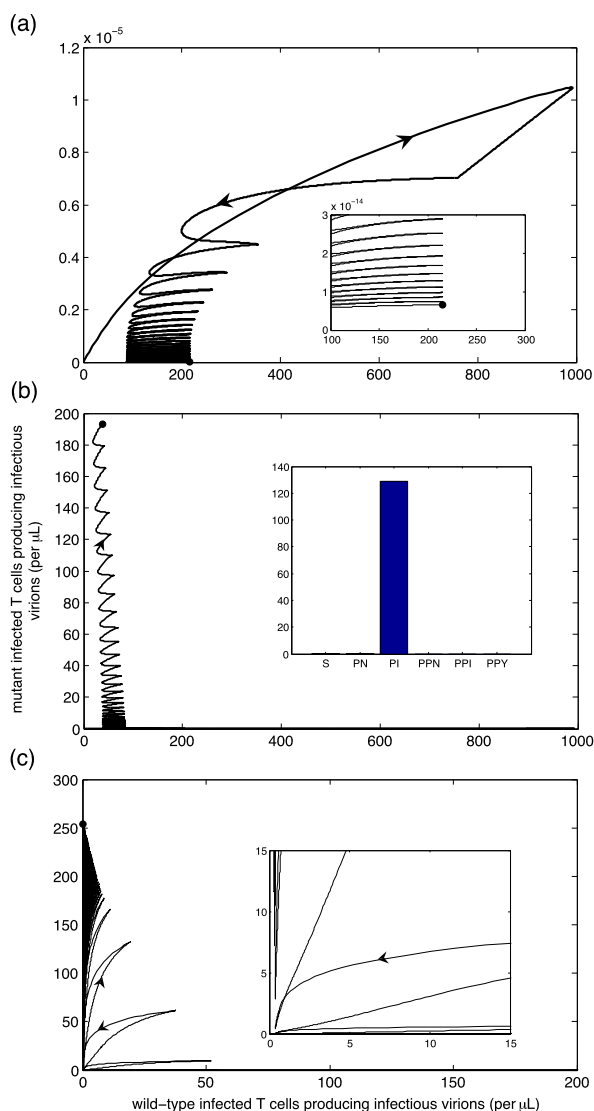 (a)
x 10^-5
1.2
1
0.8
0.6
0.4
0.2
0
0 200 400 600 800 1000
x 10^-14
3
2
1
0
100 150 200 250 300
(b)
200
180
160
140
120
100
80
60
40
20
0
0 200 400 600 800 1000
140
120
100
80
60
40
20
0
S PN PI PPN PPI PPY
mutant infected T cells producing infectious
virions (per μL)
(c)
300
250
200
150
100
50
0
0 50 100 150 200
15
10
5
0
0 5 10 15
wild−type infected T cells producing infectious virions (per μL)